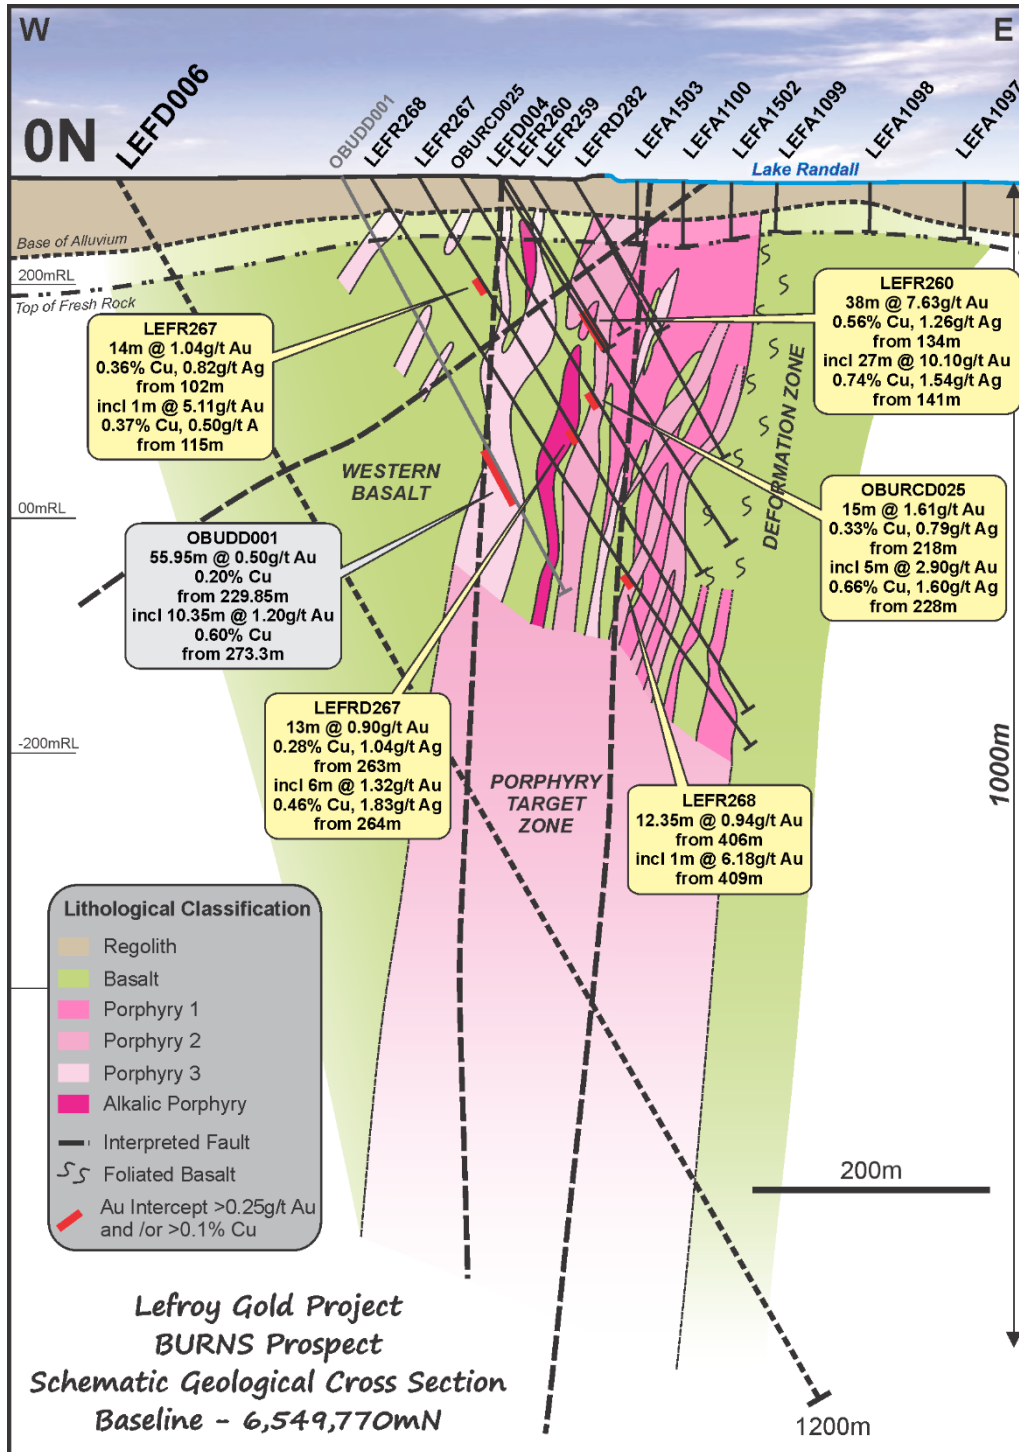 W
E
0N
LEFD006
OBUDD001
LEFR268
LEFR267
OBURCD025
LEFD004
LEFR260
LEFR259
LEFRD282
LEFA1503
LEFA1100
LEFA1502
LEFA1099
LEFA1098
LEFA1097
Lake Randall
Base of Alluvium
200mRL
Top of Fresh Rock
LEFR267
14m @ 1.04g/t Au
0.36% Cu, 0.82g/t Ag
from 102m
incl 1m @ 5.11g/t Au
0.37% Cu, 0.50g/t A
from 115m
LEFR260
38m @ 7.63g/t Au
0.56% Cu, 1.26g/t Ag
from 134m
incl 27m @ 10.10g/t Au
0.74% Cu, 1.54g/t Ag
from 141m
WESTERN
BASALT
DEFORMATION ZONE
00mRL
OBURCD025
15m @ 1.61g/t Au
0.33% Cu, 0.79g/t Ag
from 218m
incl 5m @ 2.90g/t Au
0.66% Cu, 1.60g/t Ag
from 228m
OBUDD001
55.95m @ 0.50g/t Au
0.20% Cu
from 229.85m
incl 10.35m @ 1.20g/t Au
0.60% Cu
from 273.3m
LEFRD267
13m @ 0.90g/t Au
0.28% Cu, 1.04g/t Ag
from 263m
incl 6m @ 1.32g/t Au
0.46% Cu, 1.83g/t Ag
from 264m
-200mRL
PORPHYRY
TARGET
ZONE
LEFR268
12.35m @ 0.94g/t Au
from 406m
incl 1m @ 6.18g/t Au
from 409m
1000m
Lithological Classification
Regolith
Basalt
Porphyry 1
Porphyry 2
Porphyry 3
Alkalic Porphyry
Interpreted Fault
Foliated Basalt
Au Intercept >0.25g/t Au
and /or >0.1% Cu
200m
Lefroy Gold Project
BURNS Prospect
Schematic Geological Cross Section
Baseline - 6,549,770mN
1200m